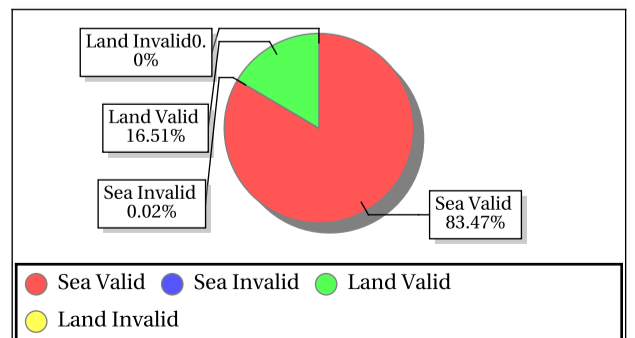 Land Invalid0.
0%
Land Valid
16.51%
Sea Invalid
0.02%
Sea Valid
83.47%
Sea Valid Sea Invalid Land Valid
Land Invalid